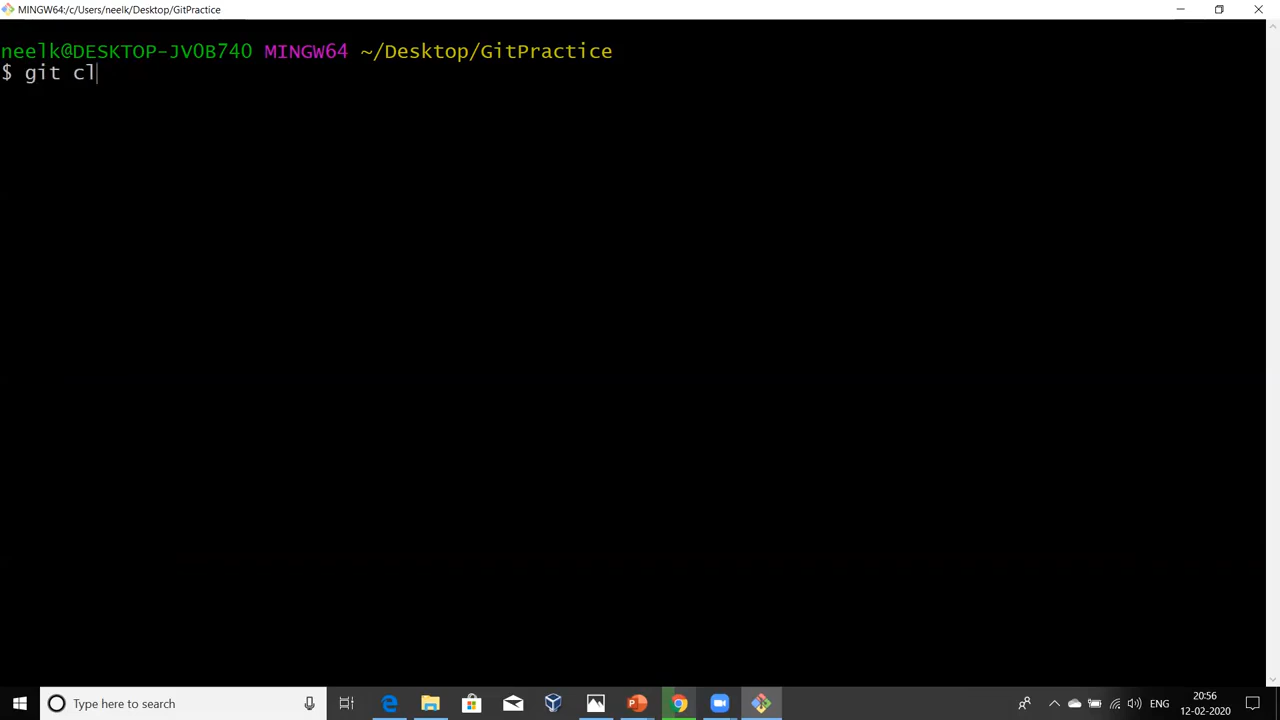 MINGW64:/c/Users/neelk/Desktop/GitPractice
neelk@DESKTOP-JV0B740 MINGW64 ~/Desktop/GitPractice
$ git cl
Type here to search
ENG
20:56
12-02-2020